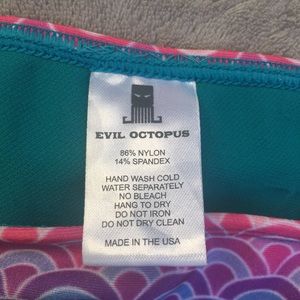 EVIL OCTOPUS
86% NYLON
14% SPANDEX
HAND WASH COLD
WATER SEPARATELY
NO BLEACH
HANG TO DRY
DO NOT IRON
DO NOT DRY CLEAN
MADE IN THE USA